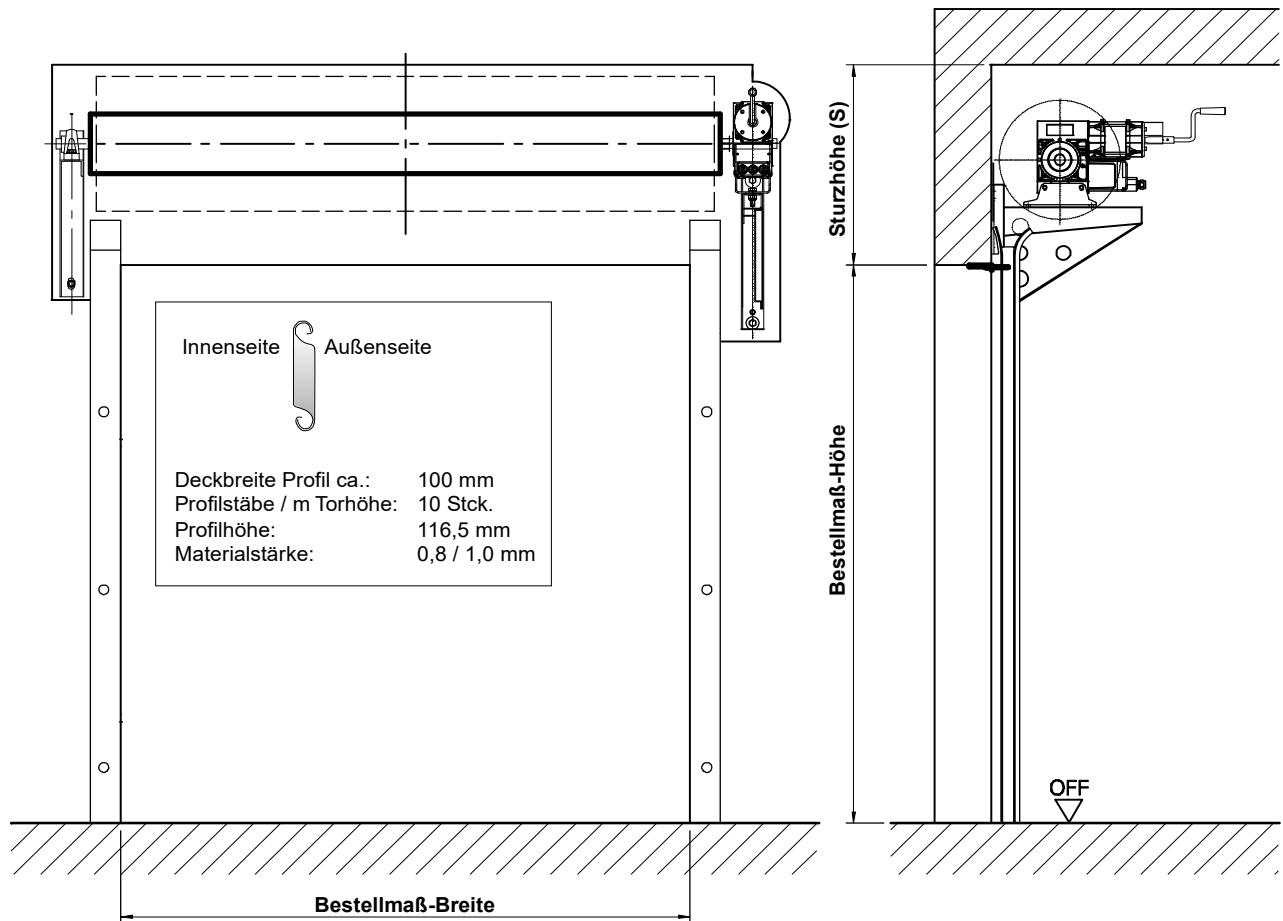 Sturzhöhe (S)
Innenseite Außenseite
Deckbreite Profil ca.: 100 mm
Profilstäbe / m Torhöhe: 10 Stck.
Profilhöhe: 116,5 mm
Materialstärke: 0,8 / 1,0 mm
Bestellmaß-Höhe
OFF
Bestellmaß-Breite